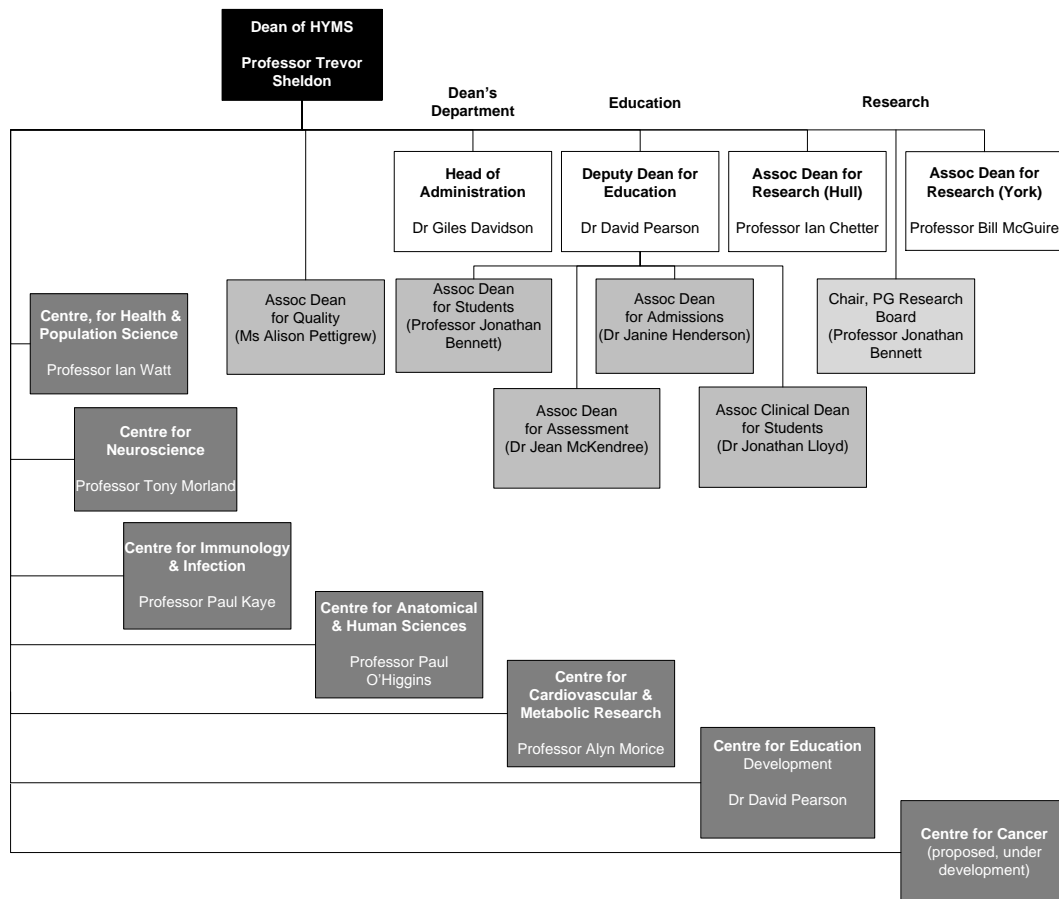 Dean of HYMS
Professor Trevor
Sheldon
Dean's
Department
Education
Research
Head of
Administration
Dr Giles Davidson
Deputy Dean for
Education
Dr David Pearson
Assoc Dean for
Research (Hull)
Professor Ian Chetter
Assoc Dean for
Research (York)
Professor Bill McGuire
Assoc Dean
for Quality
(Ms Alison Pettigrew)
Assoc Dean
for Students
(Professor Jonathan
Bennett)
Assoc Dean
for Admissions
(Dr Janine Henderson)
Chair, PG Research
Board
(Professor Jonathan
Bennett
Assoc Dean
for Assessment
(Dr Jean McKendree)
Assoc Clinical Dean
for Students
(Dr Jonathan Lloyd)
Centre, for Health &
Population Science
Professor Ian Watt
Centre for
Neuroscience
Professor Tony Morland
Centre for Immunology
& Infection
Professor Paul Kaye
Centre for Anatomical
& Human Sciences
Professor Paul
O'Higgins
Centre for
Cardiovascular &
Metabolic Research
Professor Alyn Morice
Centre for Education
Development
Dr David Pearson
Centre for Cancer
(proposed, under
development)